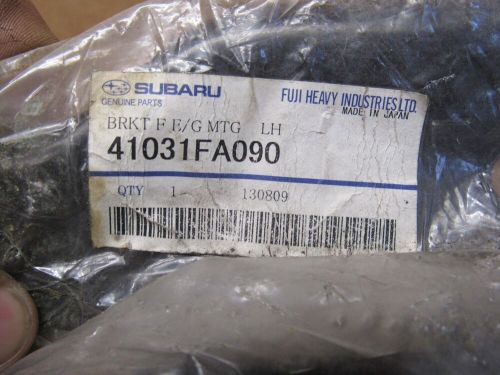 SUBARU FUJI HEAVY INDUSTRIES LTD.
GENUINE PARTS MADE IN JAPAN
BRKT F E/G MTG LH
41031FA090
QTY 1 130809